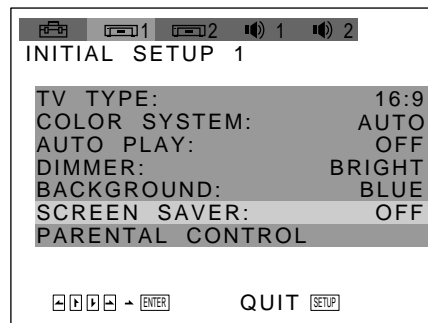 1 2 1 2
INITIAL SETUP 1
TV TYPE: 16:9
COLOR SYSTEM: AUTO
AUTO PLAY: OFF
DIMMER: BRIGHT
BACKGROUND: BLUE
SCREEN SAVER: OFF
PARENTAL CONTROL
ENTER QUIT SETUP